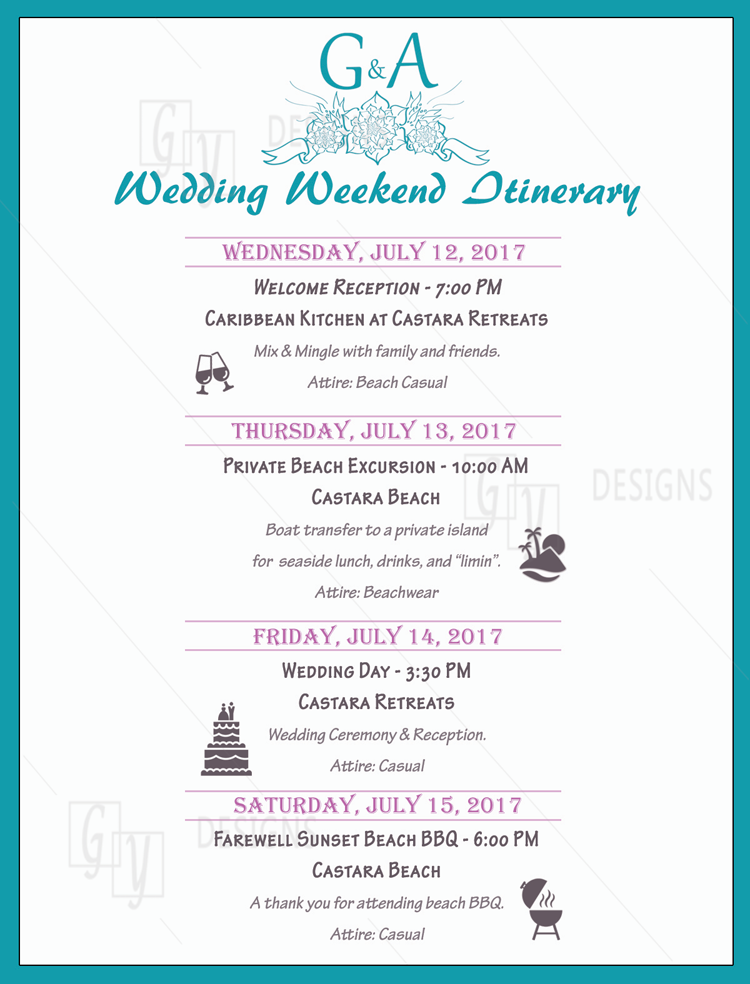 G&A
Wedding Weekend Itinerary
WEDNESDAY, JULY 12, 2017
Welcome Reception - 7:00 PM
Caribbean Kitchen at Castara Retreats
Mix & Mingle with family and friends.
Attire: Beach Casual
THURSDAY, JULY 13, 2017
Private Beach Excursion - 10:00 AM
Castara Beach
GV DESIGNS
Boat transfer to a private island
for seaside lunch, drinks, and “limin”.
Attire: Beachwear
FRIDAY, JULY 14, 2017
Wedding Day - 3:30 PM
Castara Retreats
Wedding Ceremony & Reception.
Attire: Casual
SATURDAY, JULY 15, 2017
GV DESIGNS
Farewell Sunset Beach BBQ - 6:00 PM
Castara Beach
A thank you for attending beach BBQ.
Attire: Casual